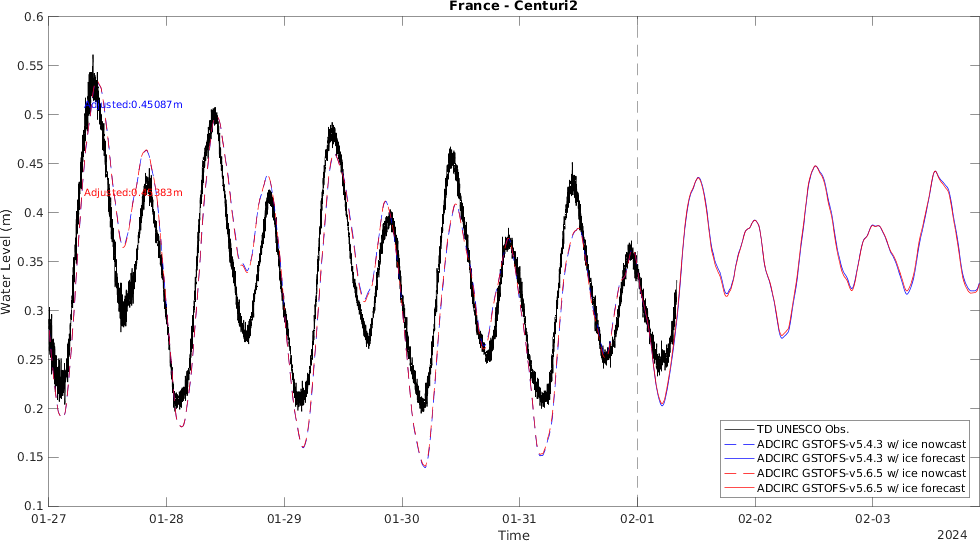 France - Centuri2
0.6
0.55
0.5
0.45
0.4
0.35
0.3
0.25
0.2
0.15
0.1
Water Level (m)
Adjusted:0.45087m
TD UNESCO Obs.
ADCIRC GSTOFS-v5.4.3 w/ ice nowcast
ADCIRC GSTOFS-v5.4.3 w/ ice forecast
ADCIRC GSTOFS-v5.6.5 w/ ice nowcast
ADCIRC GSTOFS-v5.6.5 w/ ice forecast
01-27 01-28 01-29 01-30 01-31 02-01 02-02 02-03
Time
2024